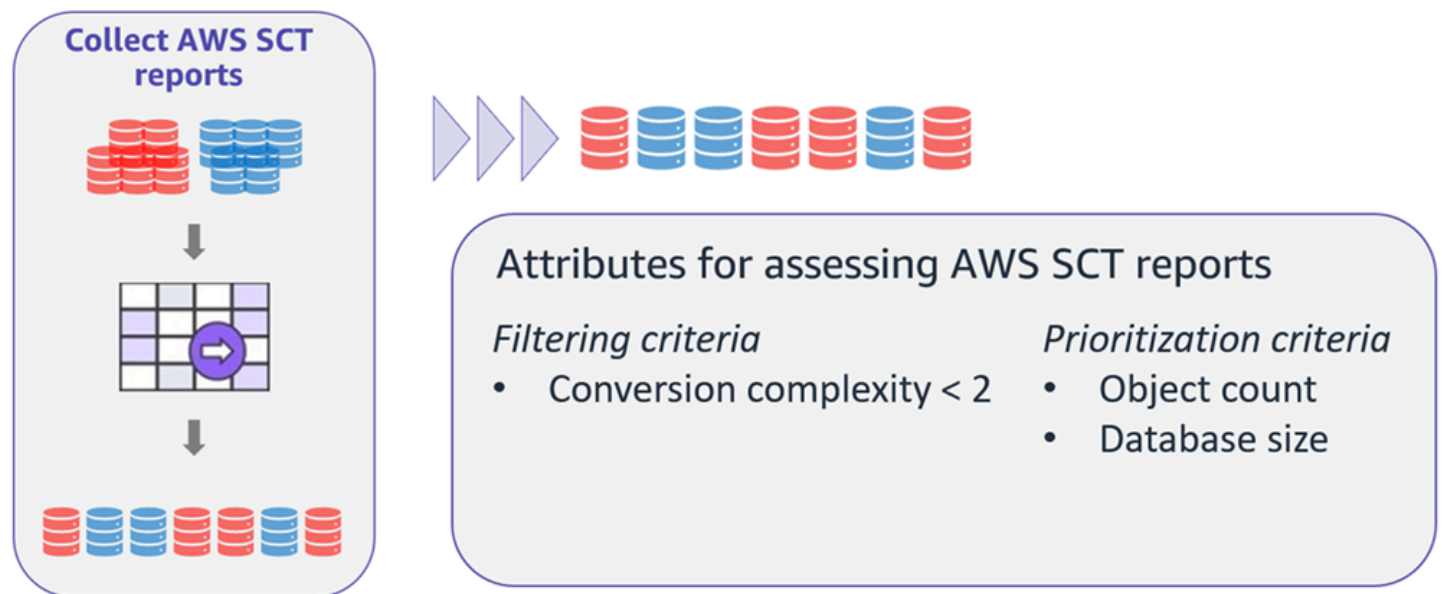 Collect AWS SCT
reports
Attributes for assessing AWS SCT reports
Filtering criteria
• Conversion complexity < 2
Prioritization criteria
• Object count
• Database size